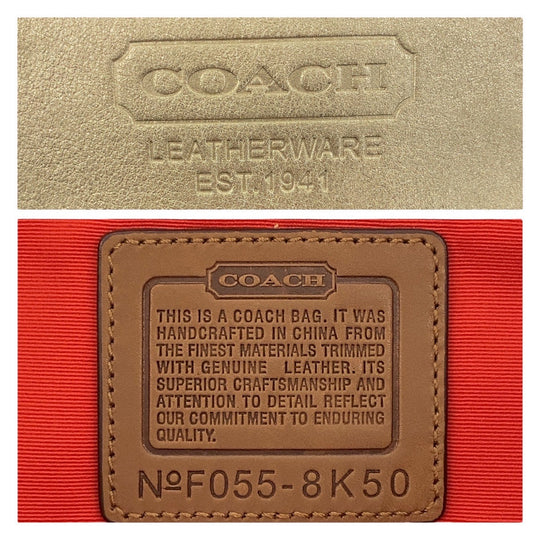 COACH
LEATHERWARE
EST.1941
COACH
THIS IS A COACH BAG. IT WAS
HANDCRAFTED IN CHINA FROM
THE FINEST MATERIALS TRIMMED
WITH GENUINE LEATHER. ITS
SUPERIOR CRAFTSMANSHIP AND
ATTENTION TO DETAIL REFLECT
OUR COMMITMENT TO ENDURING
QUALITY.
№F055-8K50